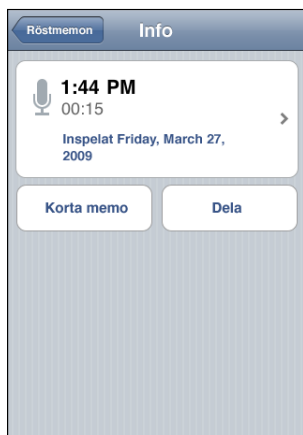 Röstmemon
Info
1:44 PM
00:15
Inspelat Friday, March 27,
2009
Korta memo
Dela